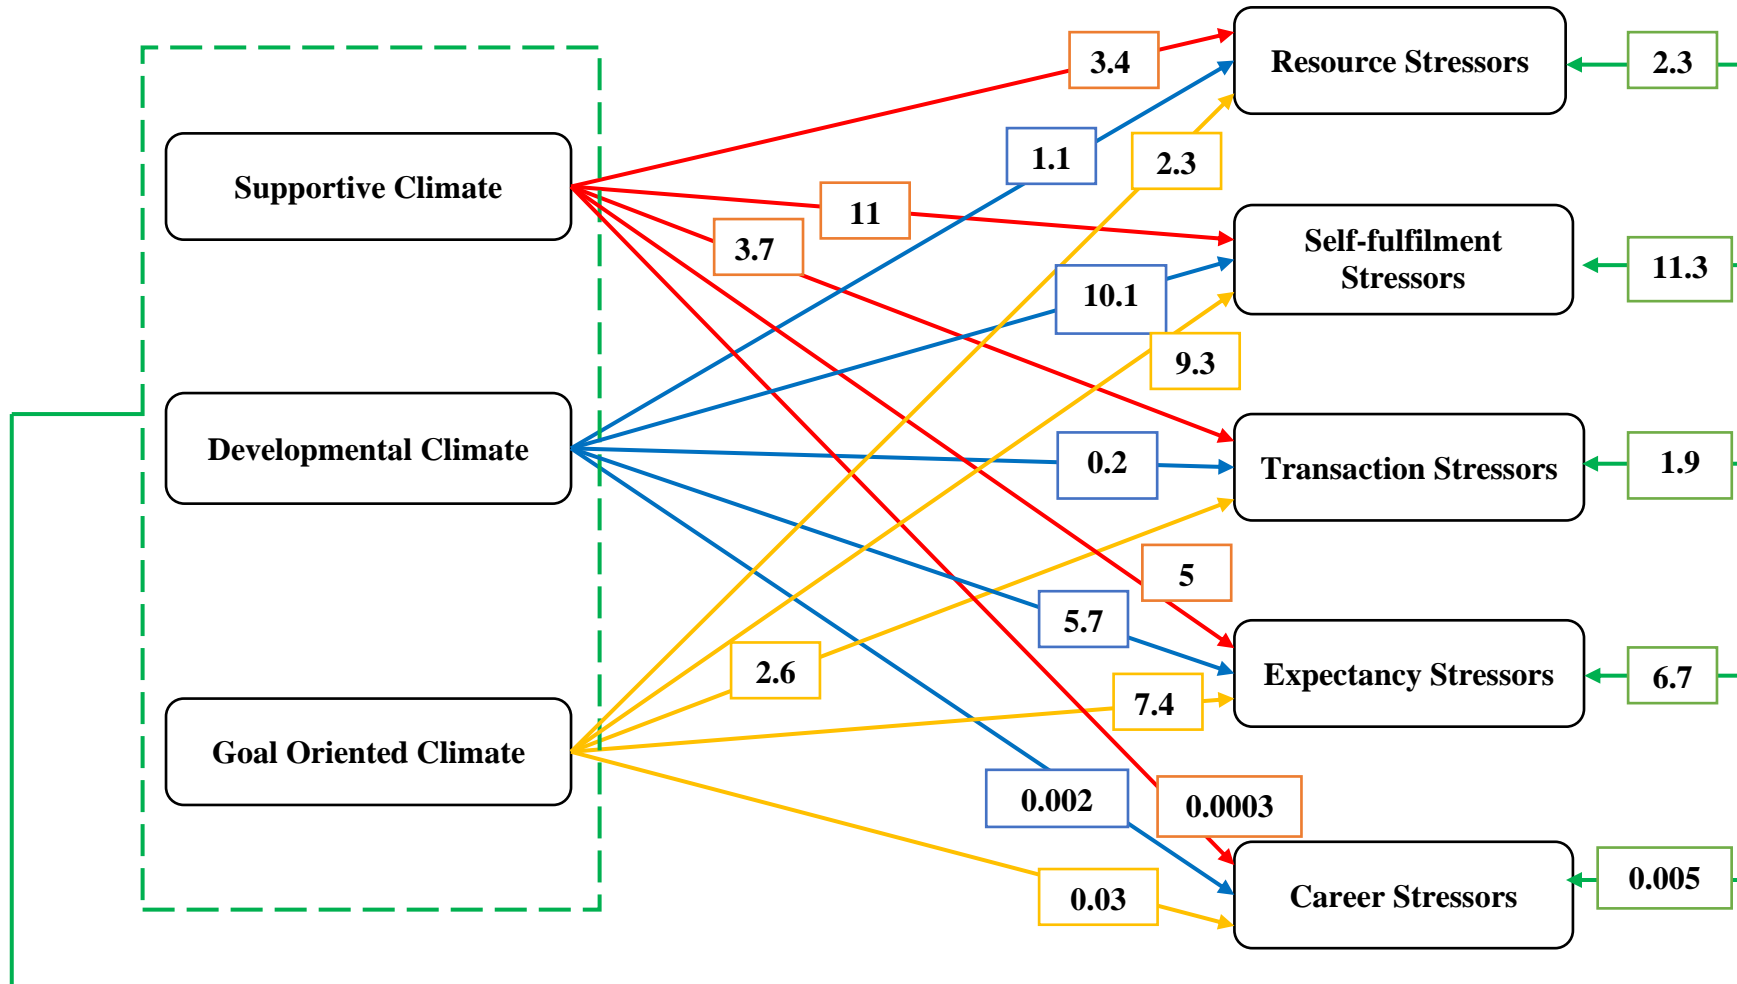 3.4
Resource Stressors
2.3
1.1
2.3
Supportive Climate
11
3.7
Self-fulfilment
Stressors
11.3
10.1
9.3
Developmental Climate
0.2
Transaction Stressors
1.9
5
5.7
2.6
Expectancy Stressors
6.7
7.4
Goal Oriented Climate
0.002
0.0003
0.03
Career Stressors
0.005